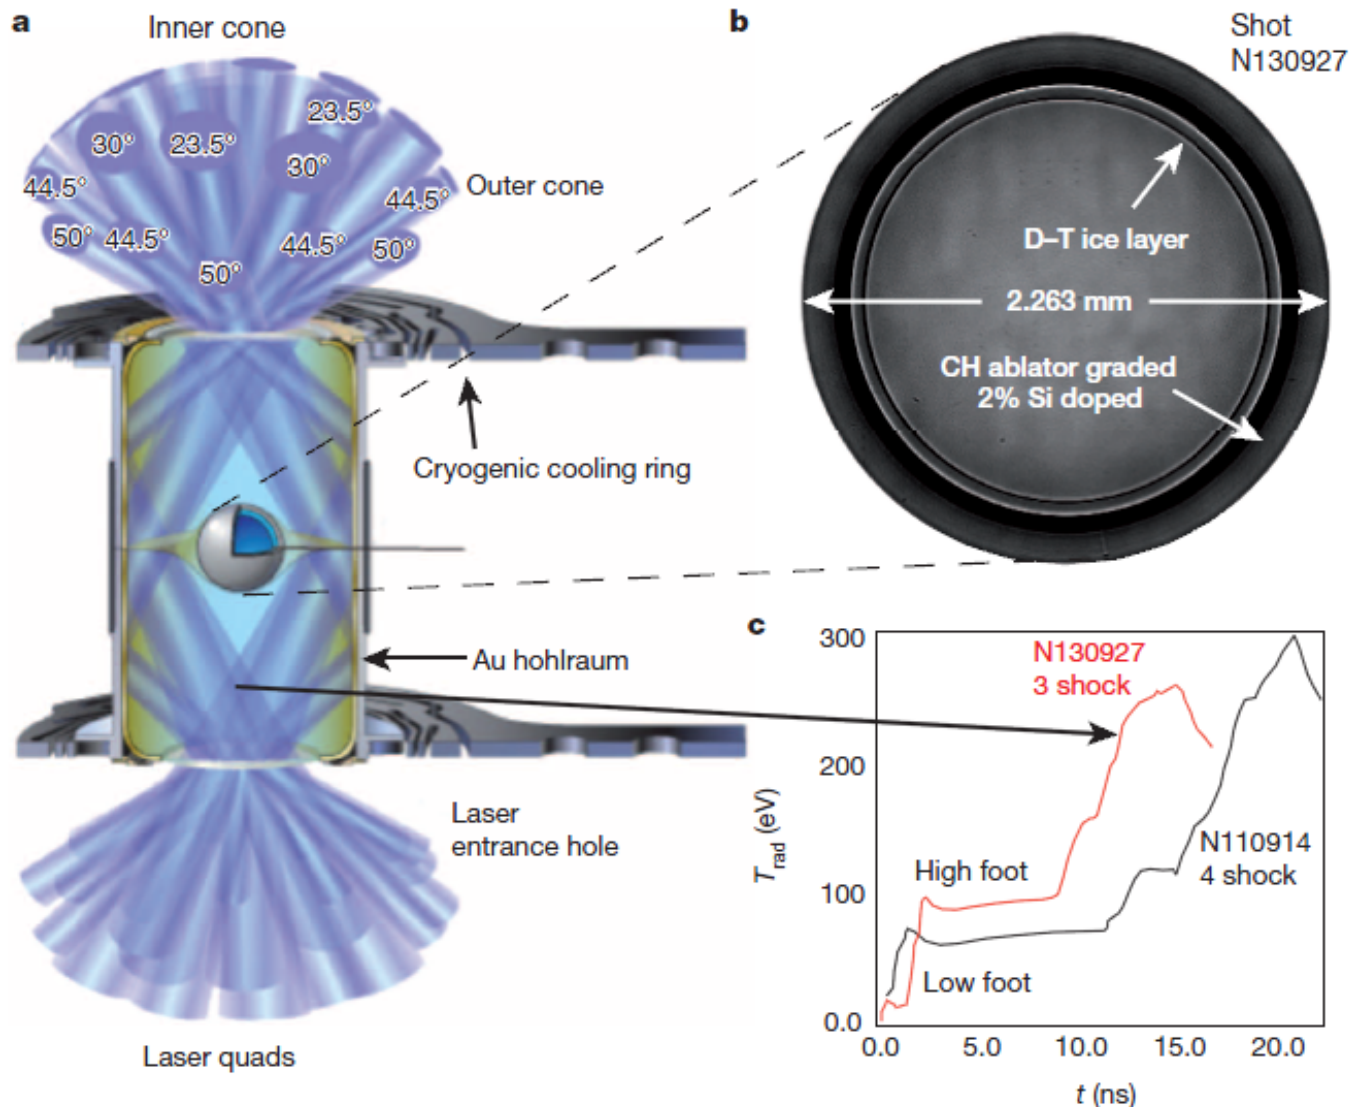 a
Inner cone
23.5°
30°
23.5°
30°
44.5°
44.5°
Outer cone
50°
44.5°
44.5°
50°
50°
Cryogenic cooling ring
Au hohlraum
Laser
entrance hole
Laser quads
b
Shot
N130927
D–T ice layer
2.263 mm
CH ablator graded
2% Si doped
c
300
200
100
0.0
T_rad (eV)
N130927
3 shock
High foot
Low foot
N110914
4 shock
0.0 5.0 10.0 15.0 20.0
t (ns)